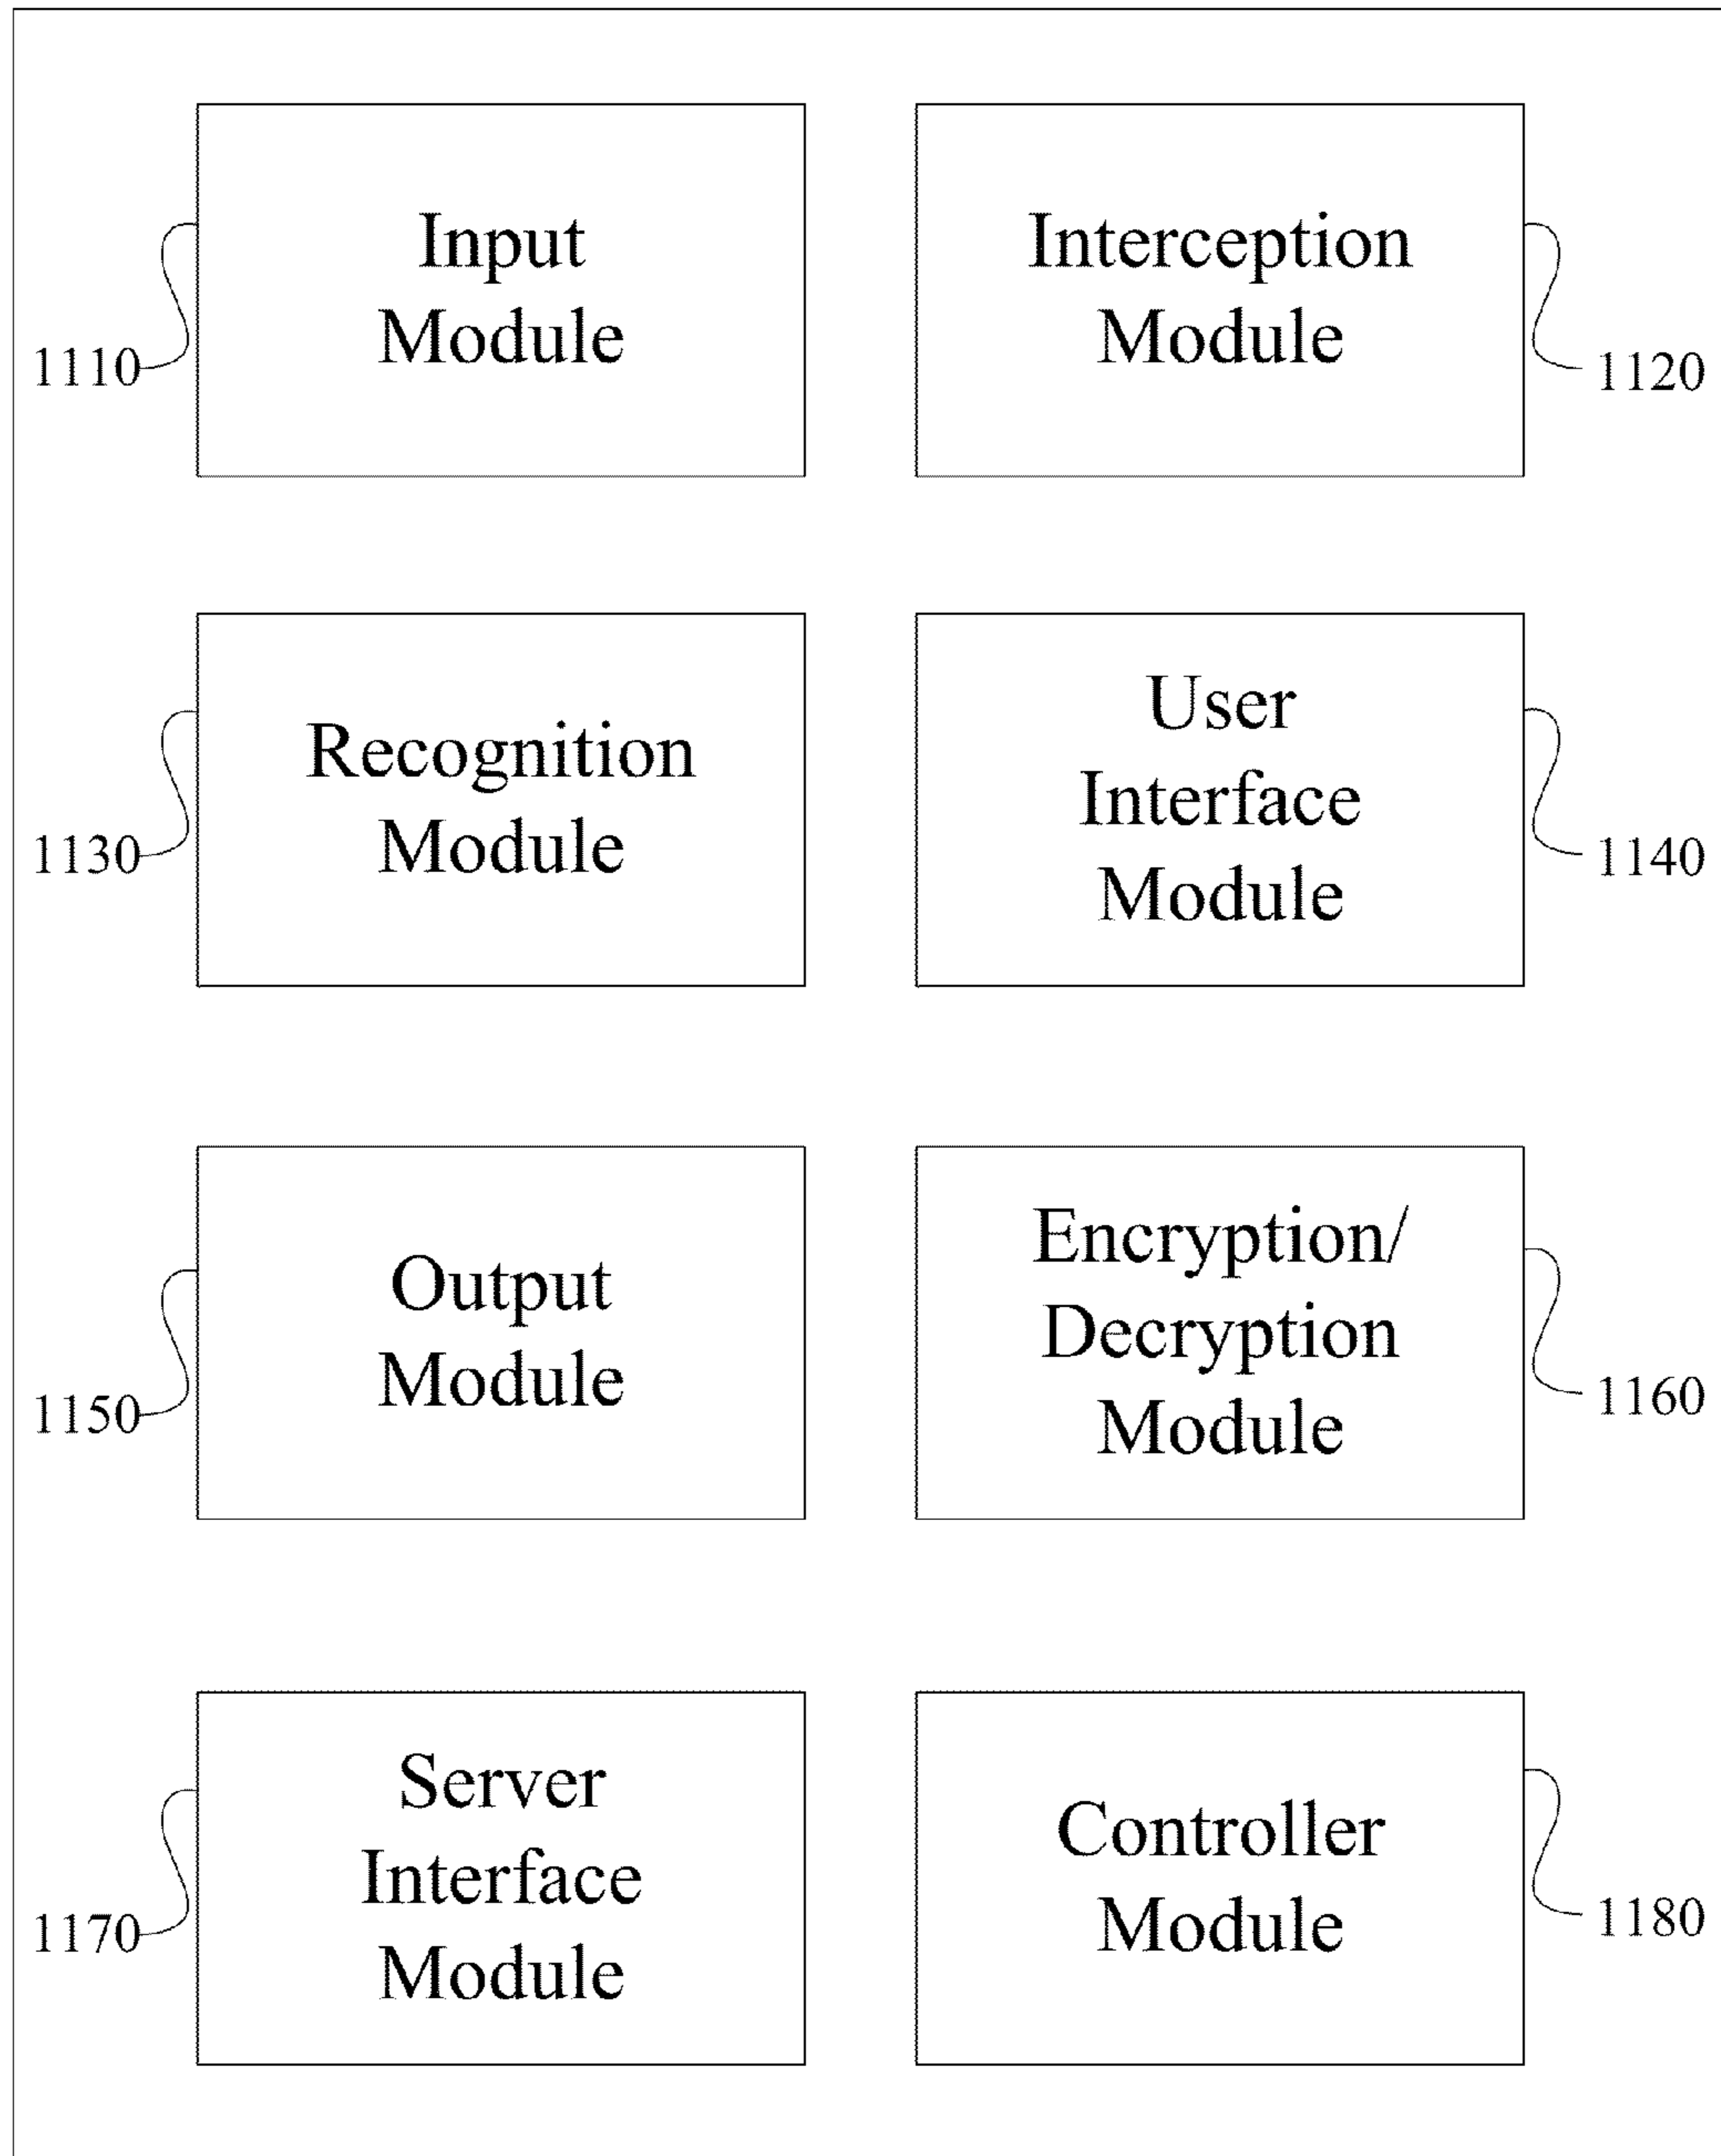 Input
Module
1110
Interception
Module
1120
Recognition
Module
1130
User
Interface
Module
1140
Output
Module
1150
Encryption/
Decryption
Module
1160
Server
Interface
Module
1170
Controller
Module
1180